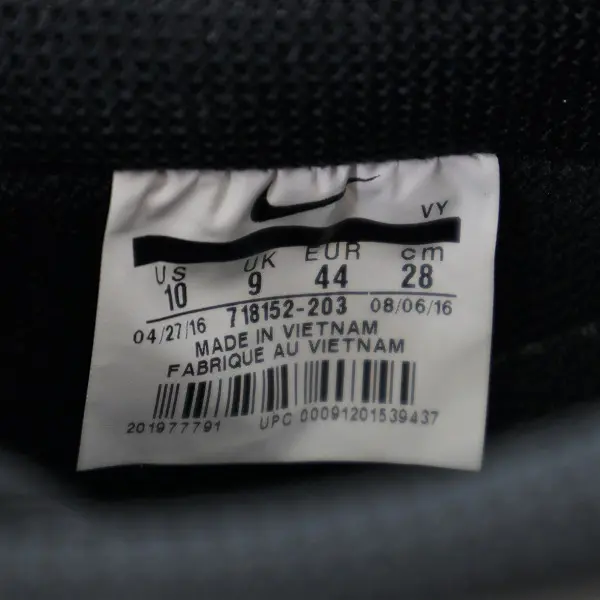 VY
US UK EUR cm
10 9 44 28
04/27/16 718152-203 08/06/16
MADE IN VIETNAM
FABRIQUE AU VIETNAM
201977791 UPC 00091201539437